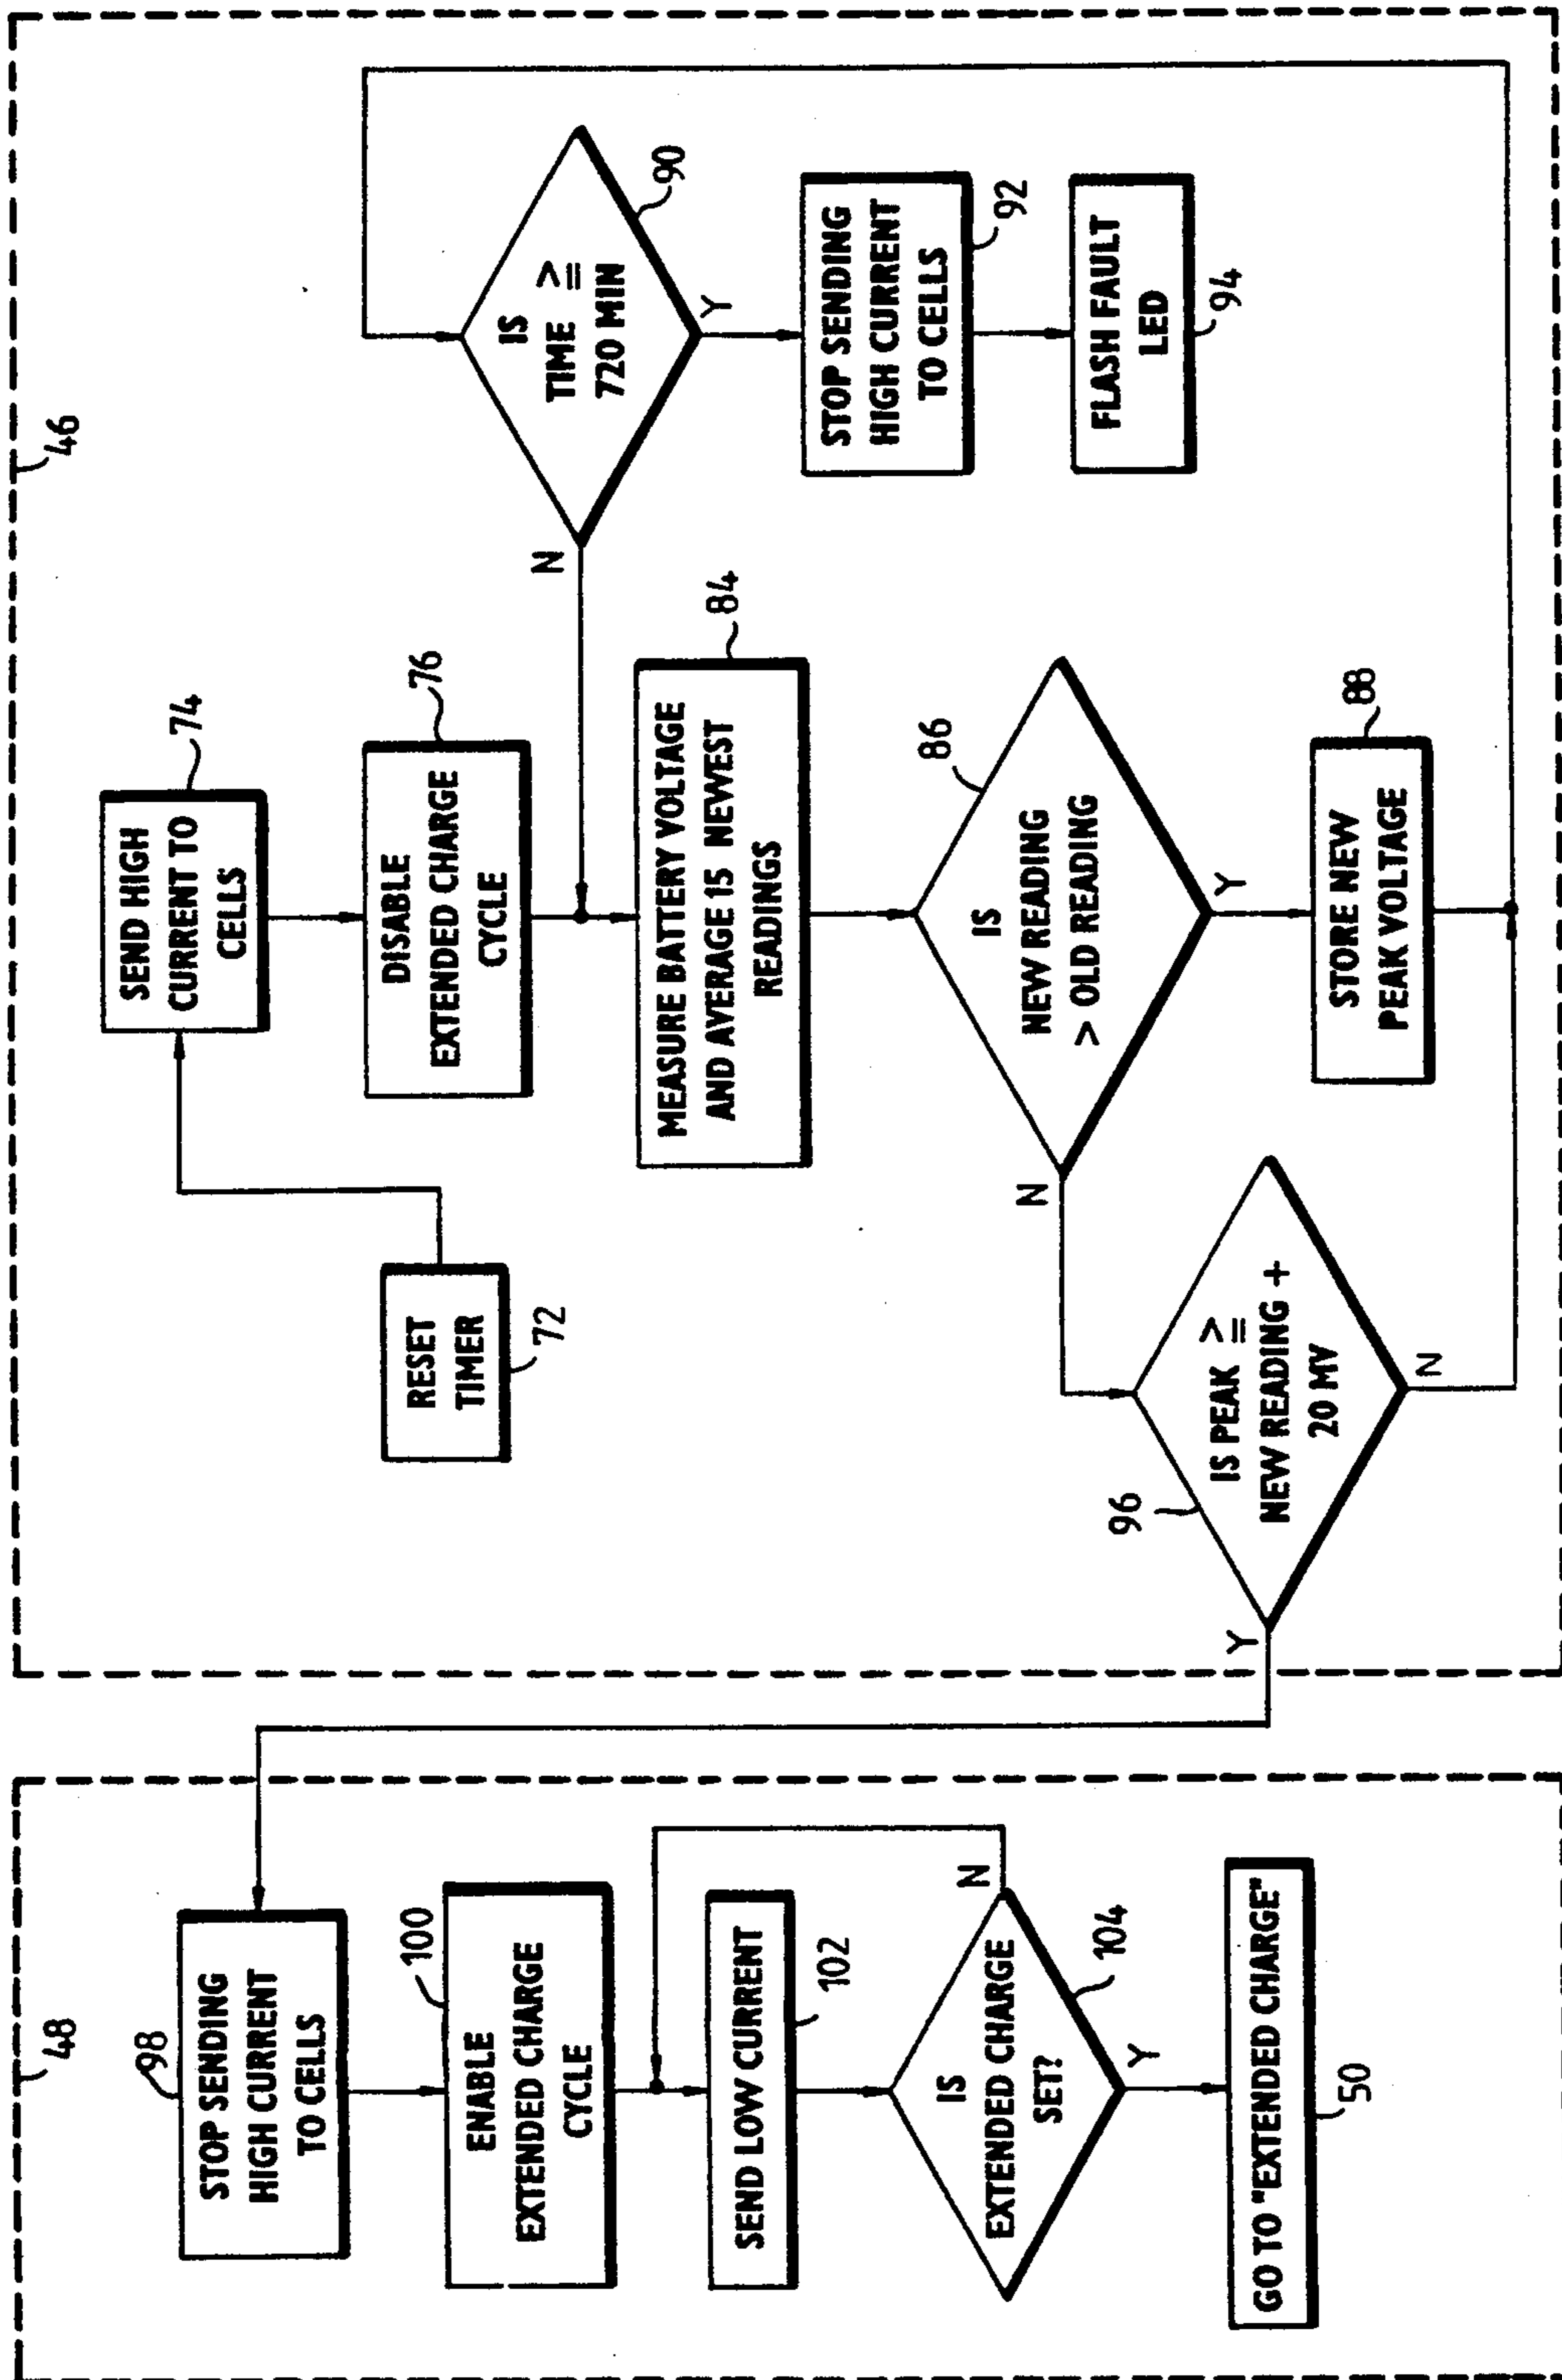 48
98
STOP SENDING
HIGH CURRENT
TO CELLS
100
ENABLE
EXTENDED CHARGE
CYCLE
SEND LOW CURRENT
102
IS
EXTENDED CHARGE
SET?
N
104
Y
GO TO "EXTENDED CHARGE"
50
46
RESET
TIMER
72
SEND HIGH
CURRENT TO
CELLS
74
DISABLE
EXTENDED CHARGE
CYCLE
76
MEASURE BATTERY VOLTAGE
AND AVERAGE 15 NEWEST
READINGS
84
86
IS
NEW READING
> OLD READING
N
Y
STORE NEW
PEAK VOLTAGE
88
96
IS PEAK ≥
NEW READING +
20 MV
Y
N
IS
TIME ≥
720 MIN
90
N
Y
STOP SENDING
HIGH CURRENT
TO CELLS
92
FLASH FAULT
LED
94